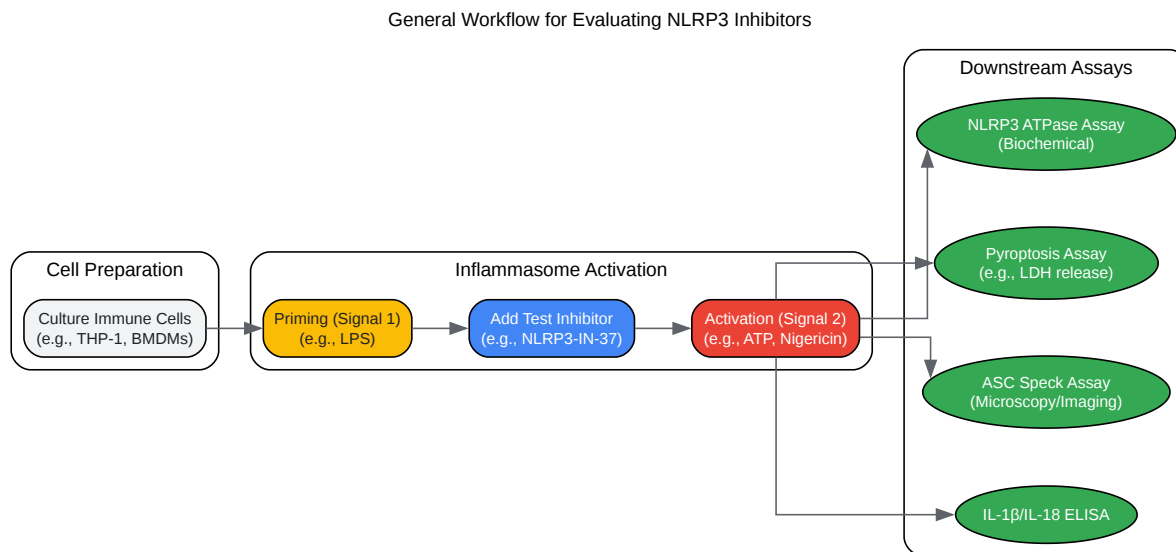 General Workflow for Evaluating NLRP3 Inhibitors
Cell Preparation
Culture Immune Cells
(e.g., THP-1, BMDMs)
Inflammasome Activation
Priming (Signal 1)
(e.g., LPS)
Add Test Inhibitor
(e.g., NLRP3-IN-37)
Activation (Signal 2)
(e.g., ATP, Nigericin)
Downstream Assays
NLRP3 ATPase Assay
(Biochemical)
Pyroptosis Assay
(e.g., LDH release)
ASC Speck Assay
(Microscopy/Imaging)
IL-1β/IL-18 ELISA